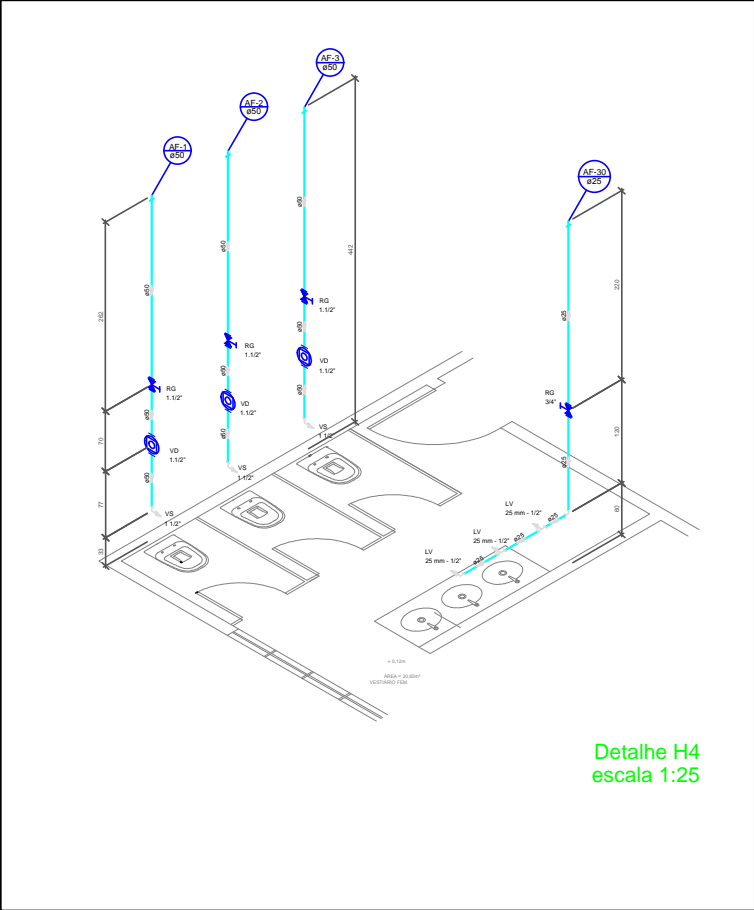 AF-3
ø50
AF-2
ø50
AF-1
ø50
AF-30
ø25
ø50
ø50
ø50
ø25
442
262
220
RG
1.1/2"
RG
1.1/2"
RG
1.1/2"
RG
3/4"
ø50
ø50
ø50
VD
1.1/2"
VD
1.1/2"
VD
1.1/2"
70
120
ø50
ø50
ø50
ø25
VS
1 1/2"
VS
1 1/2"
VS
1 1/2"
77
33
60
LV
25 mm - 1/2"
LV
25 mm - 1/2"
LV
25 mm - 1/2"
ø25
ø25
ø25
+ 0,12m
ÁREA = 20,85m²
VESTIÁRIO FEM.
Detalhe H4
escala 1:25